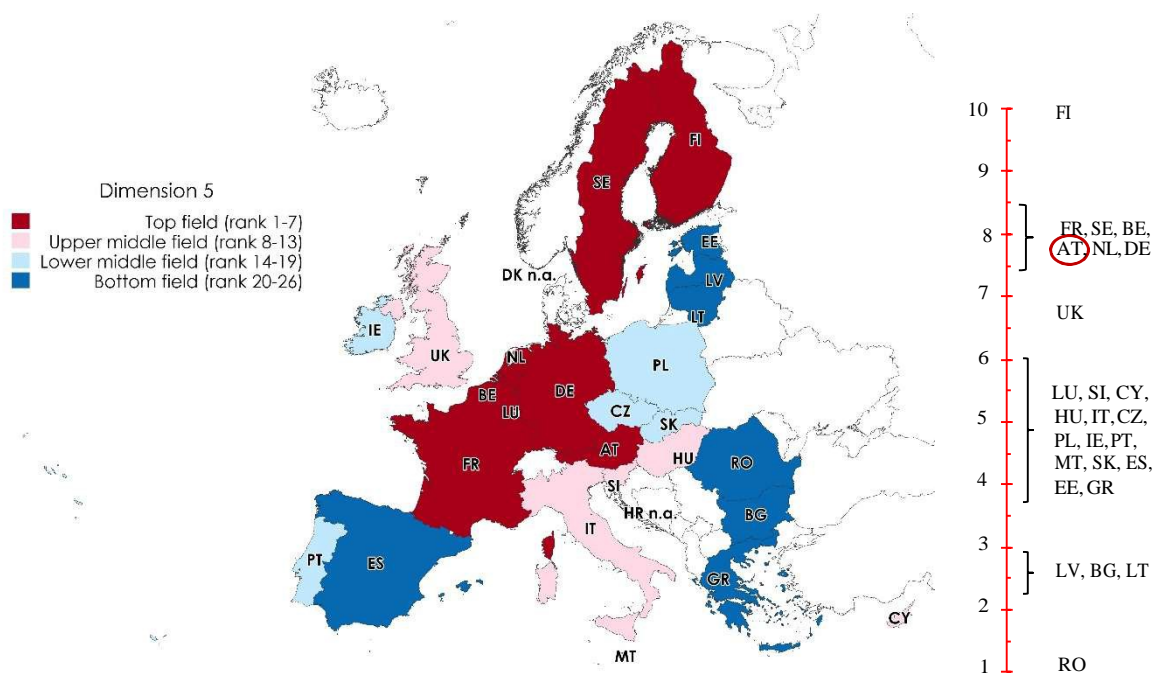 Dimension 5
Top field (rank 1-7)
Upper middle field (rank 8-13)
Lower middle field (rank 14-19)
Bottom field (rank 20-26)
FI
SE
EE
LV
LT
DK n.a.
IE
UK
NL
PL
BE
DE
LU
CZ
SK
AT
FR
HU
RO
SI
HR n.a.
IT
BG
PT
ES
GR
CY
MT
10
9
8
7
6
5
4
3
2
1
FI
FR, SE, BE,
AT, NL, DE
UK
LU, SI, CY,
HU, IT, CZ,
PL, IE, PT,
MT, SK, ES,
EE, GR
LV, BG, LT
RO